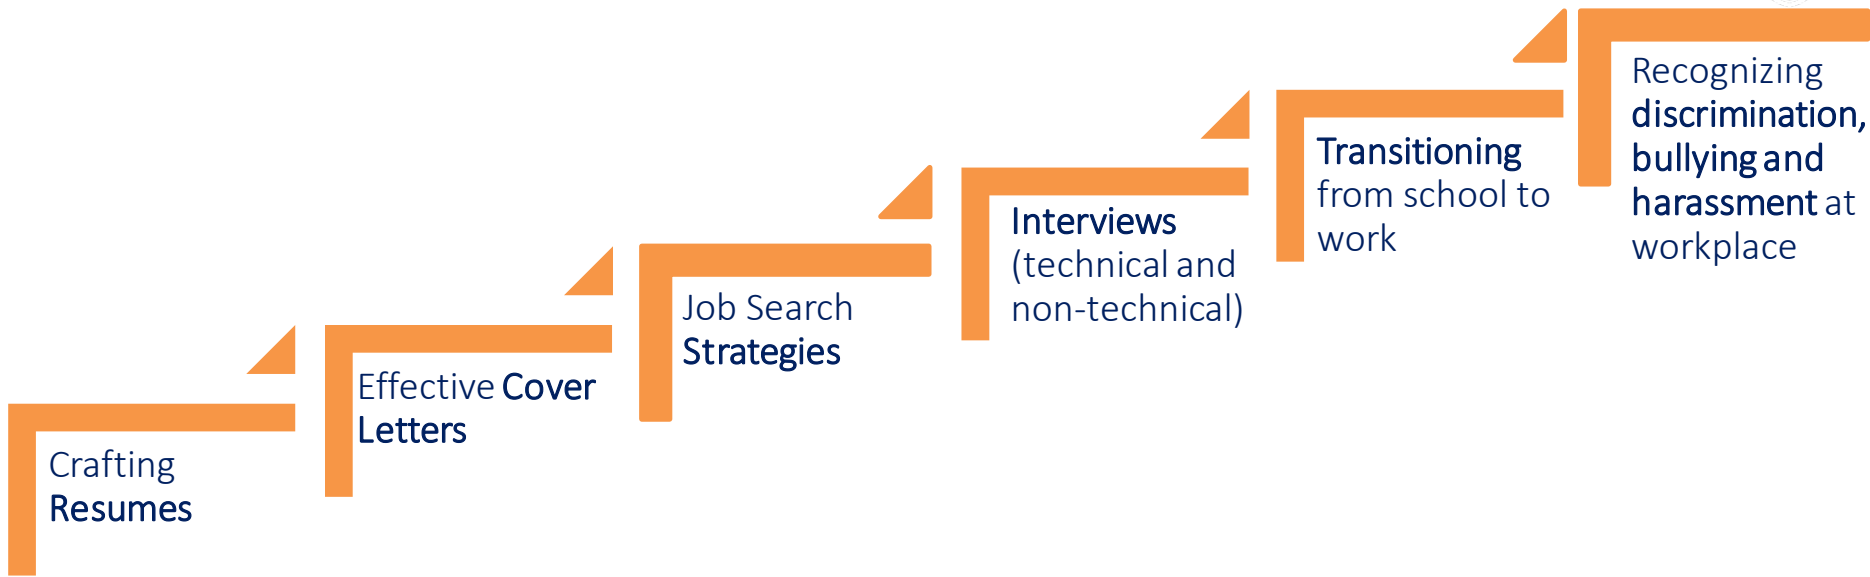 Crafting
Resumes
Effective Cover
Letters
Job Search
Strategies
Interviews
(technical and
non-technical)
Transitioning
from school to
work
Recognizing
discrimination,
bullying and
harassment at
workplace